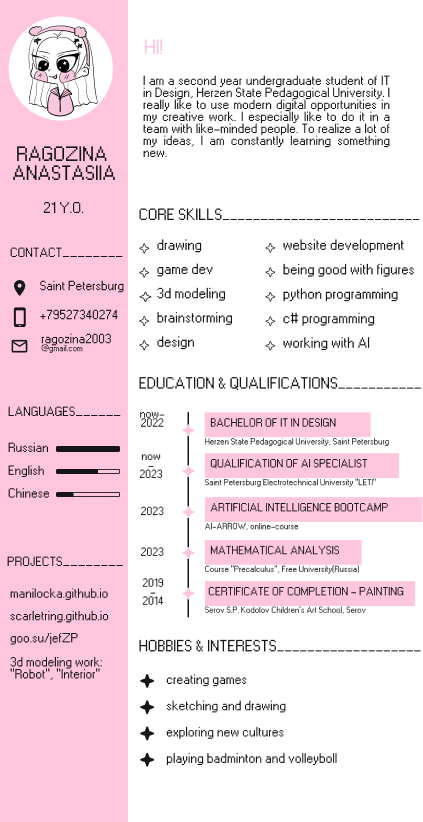 HI!
I am a second year undergraduate student of IT
in Design, Herzen State Pedagogical University. I
really like to use modern digital opportunities in
my creative work. I especially like to do it in a
team with like-minded people. To realize a lot of
my ideas, I am constantly learning something
new.
RAGOZINA
ANASTASIIA
21 Y.O.
CONTACT________
Saint Petersburg
+79527340274
ragozina2003
@gmail.com
LANGUAGES______
Russian
English
Chinese
PROJECTS________
manilocka.github.io
scarletring.github.io
goo.su/jefZP
3d modeling work:
"Robot", "Interior"
CORE SKILLS__________________________
drawing
game dev
3d modeling
brainstorming
design
website development
being good with figures
python programming
c# programming
working with AI
EDUCATION & QUALIFICATIONS___________
now-
2022
BACHELOR OF IT IN DESIGN
Herzen State Pedagogical University, Saint Petersburg
now
-
2023
QUALIFICATION OF AI SPECIALIST
Saint Petersburg Electrotechnical University "LETI"
2023
ARTIFICIAL INTELLIGENCE BOOTCAMP
AI-ARROW, online-course
2023
MATHEMATICAL ANALYSIS
Course "Precalculus", Free University(Russia)
2019
-
2014
CERTIFICATE OF COMPLETION - PAINTING
Serov S.P. Kodolov Children's Art School, Serov
HOBBIES & INTERESTS___________________
creating games
sketching and drawing
exploring new cultures
playing badminton and volleyboll